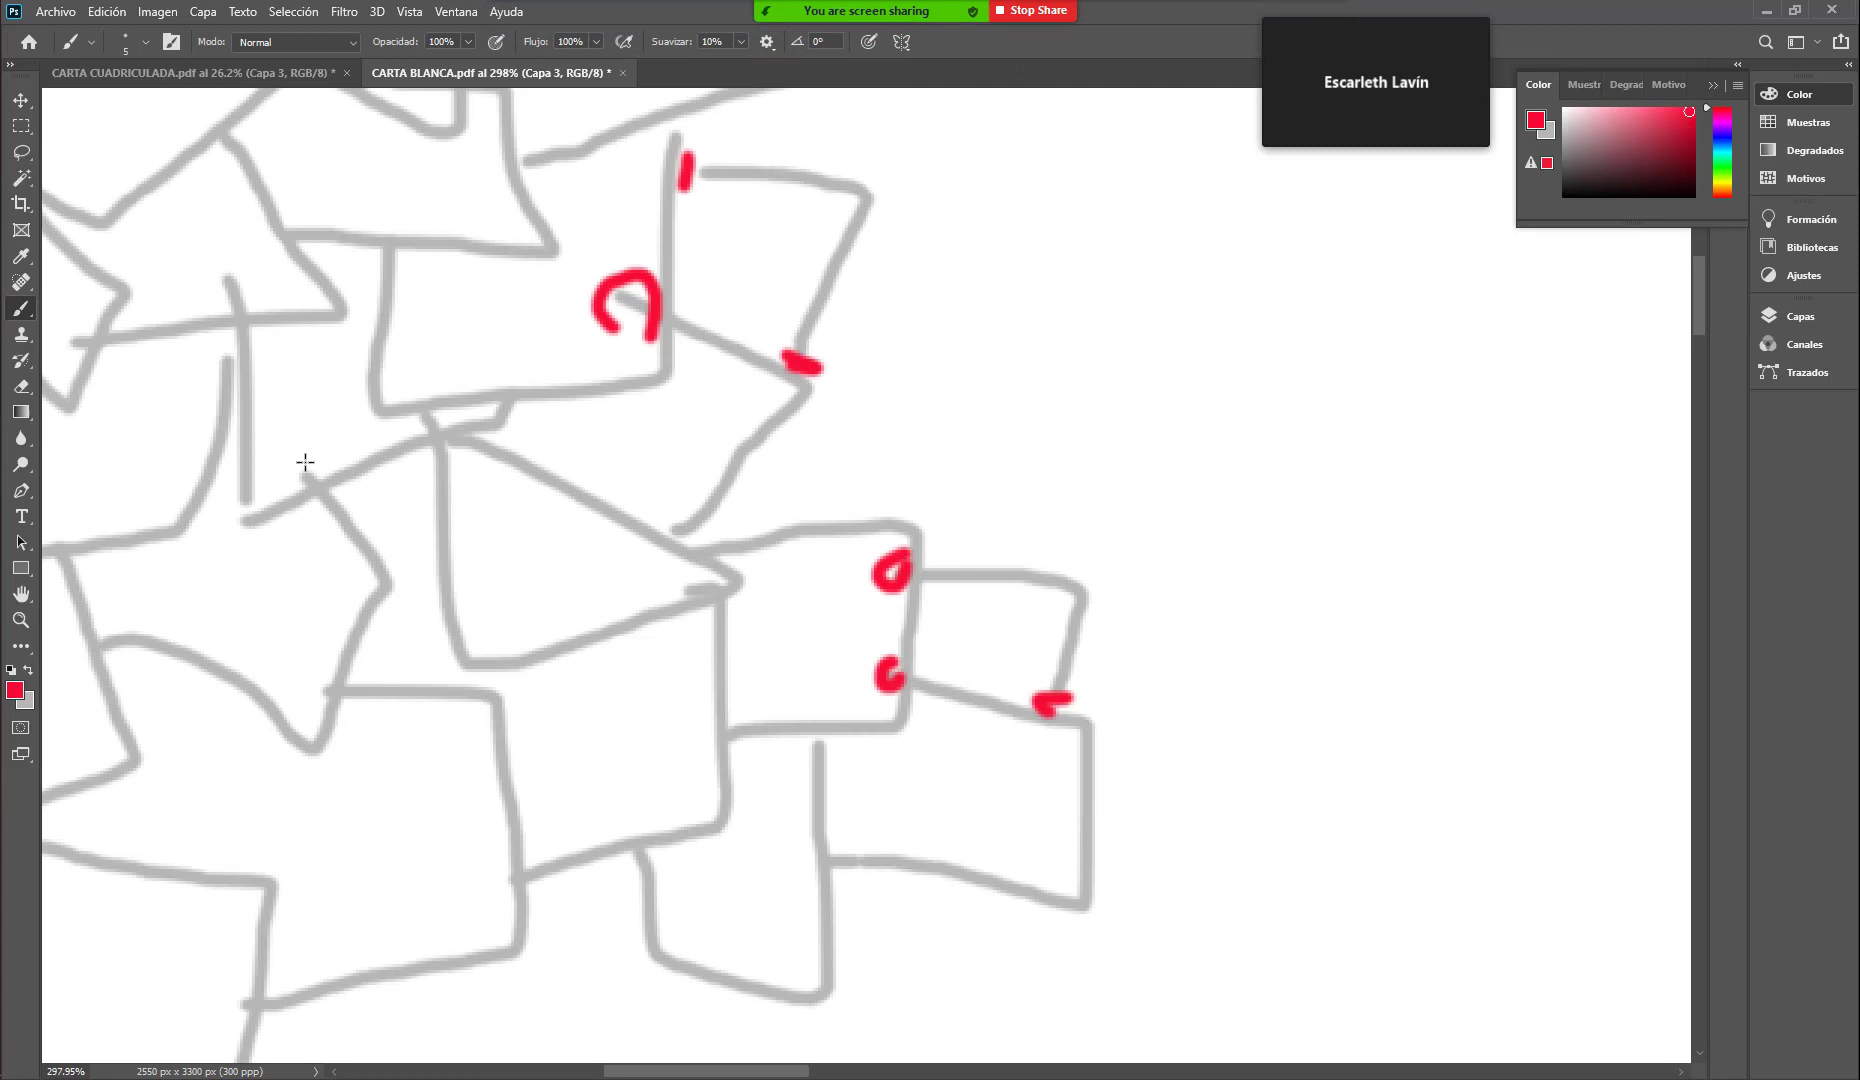 Ps Archivo Edición Imagen Capa Texto Selección Filtro 3D Vista Ventana Ayuda
You are screen sharing Stop Share
5 Modo: Normal Opacidad: 100% Flujo: 100% Suavizar: 10% 0°
CARTA CUADRICULADA.pdf al 26.2% (Capa 3, RGB/8) * × CARTA BLANCA.pdf al 298% (Capa 3, RGB/8) * ×
Escarleth Lavín
Color Muestr Degrad Motivo
Color
Muestras
Degradados
Motivos
Formación
Bibliotecas
Ajustes
Capas
Canales
Trazados
297.95% 2550 px x 3300 px (300 ppp)